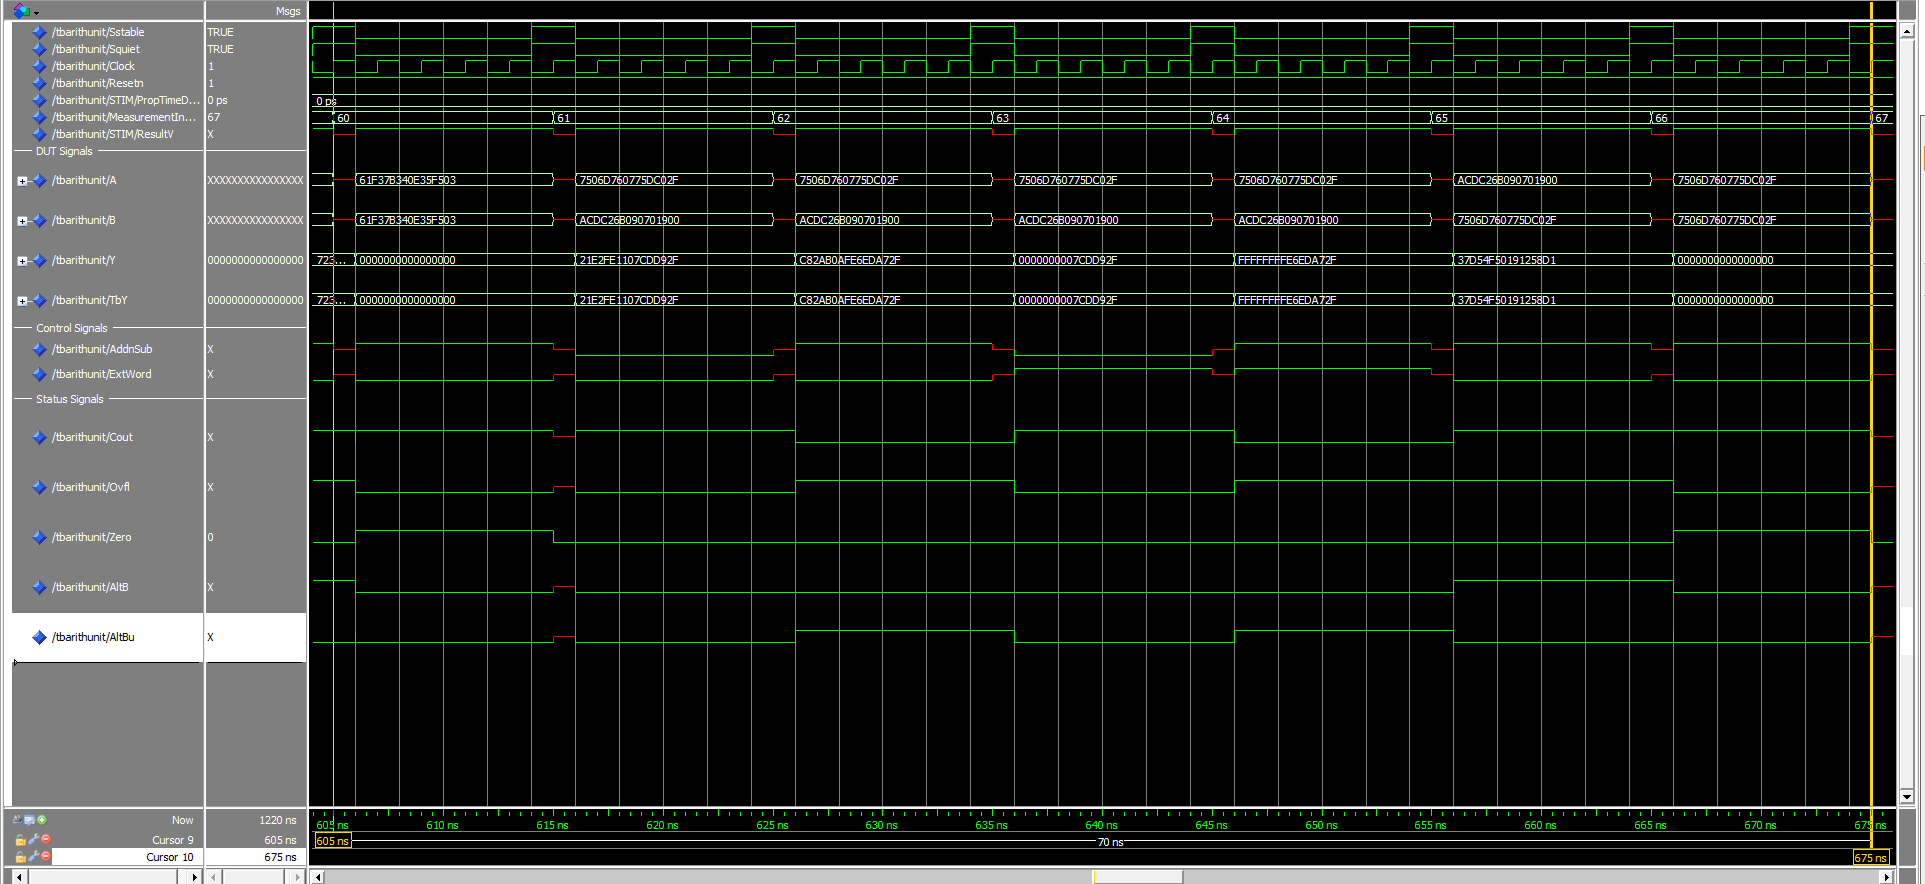 Msgs
/tbarithunit/Sstable TRUE
/tbarithunit/Squiet TRUE
/tbarithunit/Clock 1
/tbarithunit/Resetn 1
/tbarithunit/STIM/PropTimeD... 0 ps 0 ps
/tbarithunit/MeasurementIn... 67 60 61 62 63 64 65 66 67
/tbarithunit/STIM/ResultV X
DUT Signals
/tbarithunit/A XXXXXXXXXXXXXXXX 61F37B340E35F503 7506D760775DC02F 7506D760775DC02F 7506D760775DC02F 7506D760775DC02F ACDC26B090701900 7506D760775DC02F
/tbarithunit/B XXXXXXXXXXXXXXXX 61F37B340E35F503 ACDC26B090701900 ACDC26B090701900 ACDC26B090701900 ACDC26B090701900 7506D760775DC02F 7506D760775DC02F
/tbarithunit/Y 0000000000000000 723... 0000000000000000 21E2FE1107CDD92F C82AB0AFE6EDA72F 0000000007CDD92F FFFFFFFFE6EDA72F 37D54F50191258D1 0000000000000000
/tbarithunit/TbY 0000000000000000 723... 0000000000000000 21E2FE1107CDD92F C82AB0AFE6EDA72F 0000000007CDD92F FFFFFFFFE6EDA72F 37D54F50191258D1 0000000000000000
Control Signals
/tbarithunit/AddnSub X
/tbarithunit/ExtWord X
Status Signals
/tbarithunit/Cout X
/tbarithunit/Ovfl X
/tbarithunit/Zero 0
/tbarithunit/AltB X
/tbarithunit/AltBu X
Now 1220 ns 605 ns 610 ns 615 ns 620 ns 625 ns 630 ns 635 ns 640 ns 645 ns 650 ns 655 ns 660 ns 665 ns 670 ns 675 ns
Cursor 9 605 ns 605 ns 70 ns
Cursor 10 675 ns 675 ns